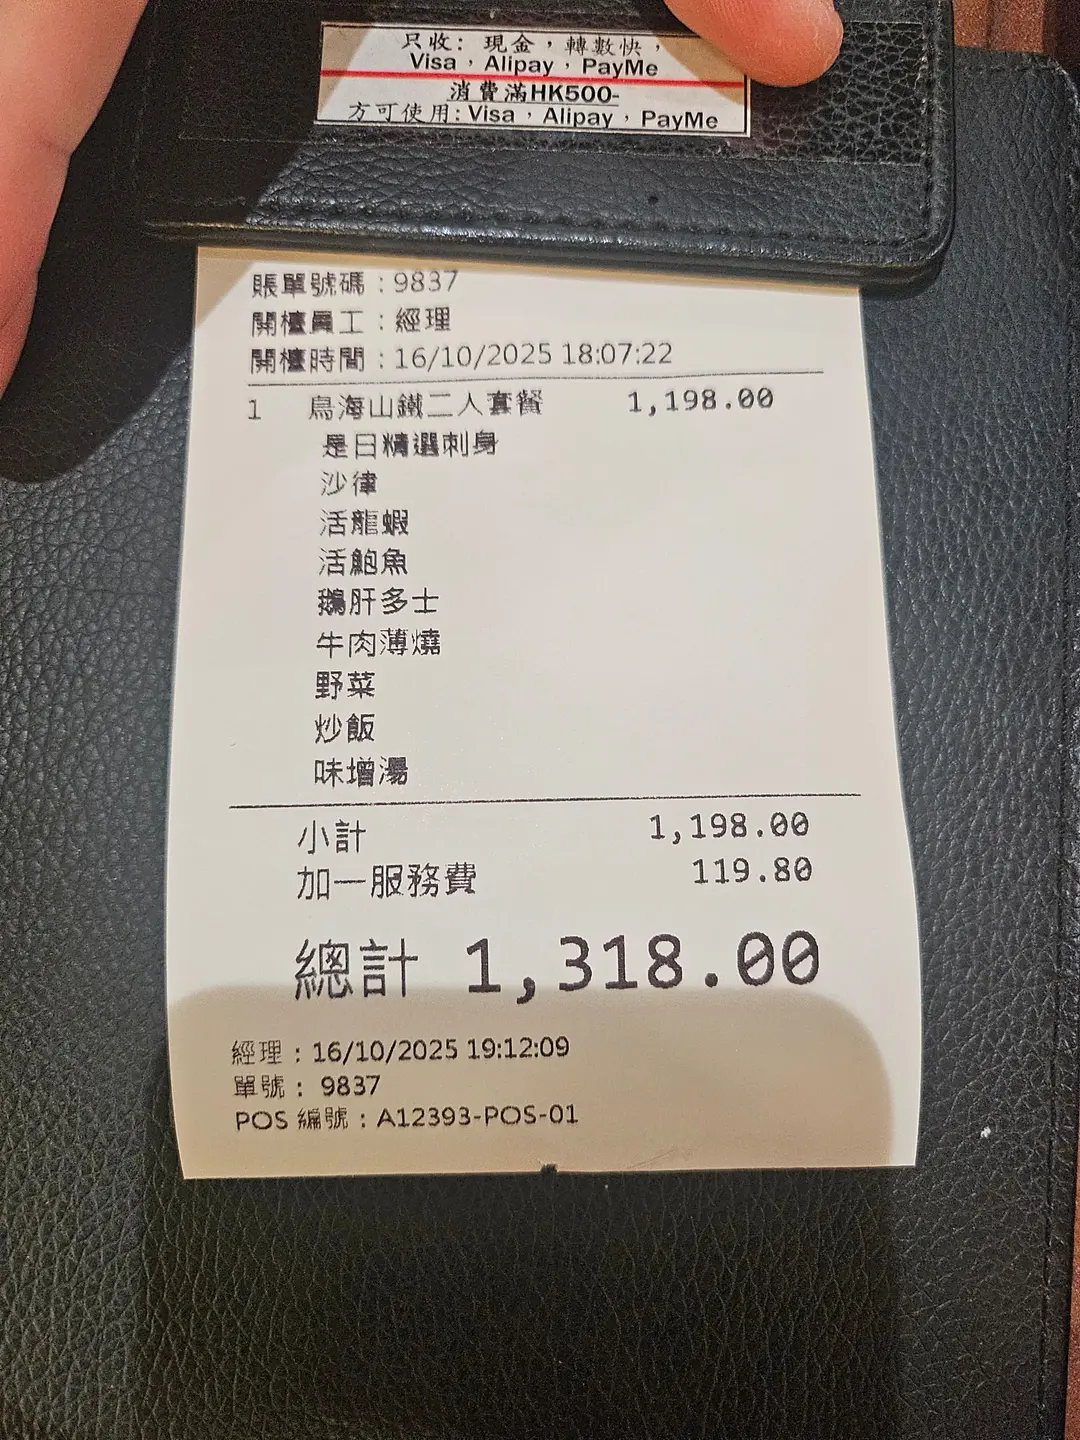 只收: 現金，轉數快，
Visa，Alipay，PayMe
消費滿HK500-
方可使用:Visa，Alipay，PayMe
賬單號碼：9837
開檯員工：經理
開檯時間：16/10/2025 18:07:22
1 鳥海山鐵二人套餐 1,198.00
是日精選刺身
沙律
活龍蝦
活鮑魚
鵝肝多士
牛肉薄燒
野菜
炒飯
味增湯
小計 1,198.00
加一服務費 119.80
總計 1,318.00
經理：16/10/2025 19:12:09
單號： 9837
POS 編號：A12393-POS-01